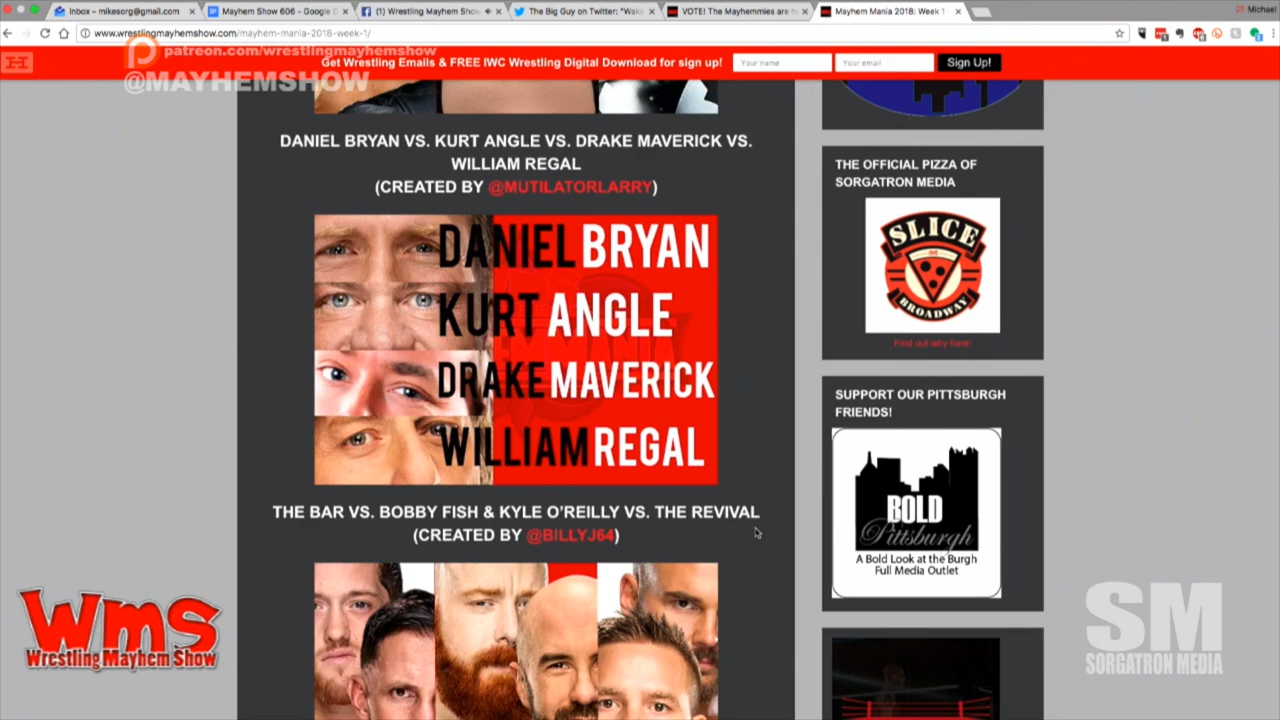 Inbox – mikesorg@gmail.com
Mayhem Show 606 - Google D
(1) Wrestling Mayhem Show
The Big Guy on Twitter: "Wake
VOTE! The Mayhemmies are h
Mayhem Mania 2018: Week 1
Michael
www.wrestlingmayhemshow.com/mayhem-mania-2018-week-1/
patreon.com/wrestlingmayhemshow
@MAYHEMSHOW
Get Wrestling Emails & FREE IWC Wrestling Digital Download for sign up!
Your name
Your email
Sign Up!
DANIEL BRYAN VS. KURT ANGLE VS. DRAKE MAVERICK VS.
WILLIAM REGAL
(CREATED BY @MUTILATORLARRY)
DANIEL BRYAN
KURT ANGLE
DRAKE MAVERICK
WILLIAM REGAL
THE BAR VS. BOBBY FISH & KYLE O'REILLY VS. THE REVIVAL
(CREATED BY @BILLYJ64)
THE OFFICIAL PIZZA OF
SORGATRON MEDIA
SLICE
BROADWAY
Find out why here!
SUPPORT OUR PITTSBURGH
FRIENDS!
BOLD
Pittsburgh
A Bold Look at the Burgh
Full Media Outlet
wms
Wrestling Mayhem Show
SM
SORGATRON MEDIA